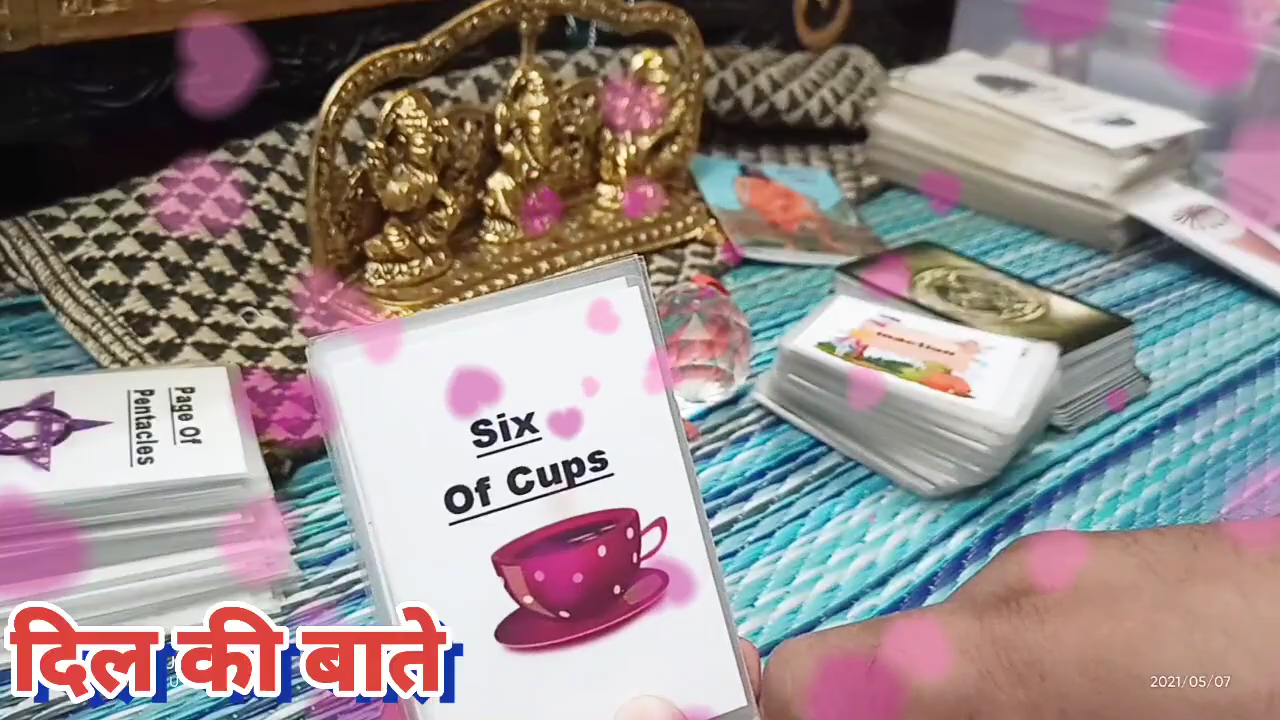 Six
Of Cups
Page Of
Pentacles
दिल की बाते
2021/05/07